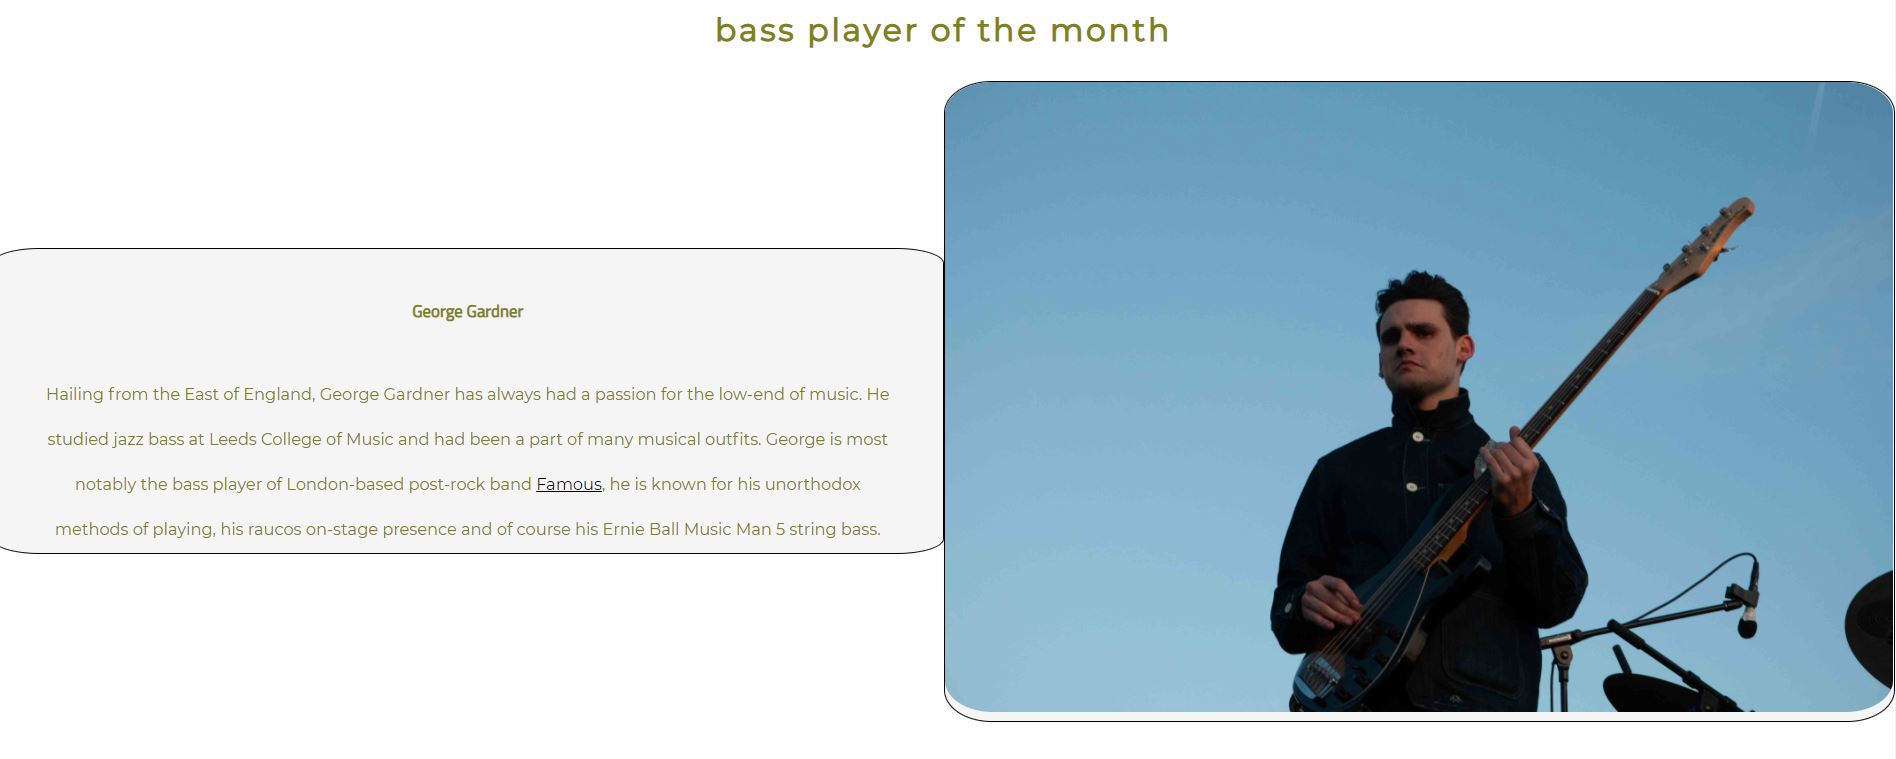 bass player of the month
George Gardner
Hailing from the East of England, George Gardner has always had a passion for the low-end of music. He
studied jazz bass at Leeds College of Music and had been a part of many musical outfits. George is most
notably the bass player of London-based post-rock band Famous, he is known for his unorthodox
methods of playing, his raucos on-stage presence and of course his Ernie Ball Music Man 5 string bass.